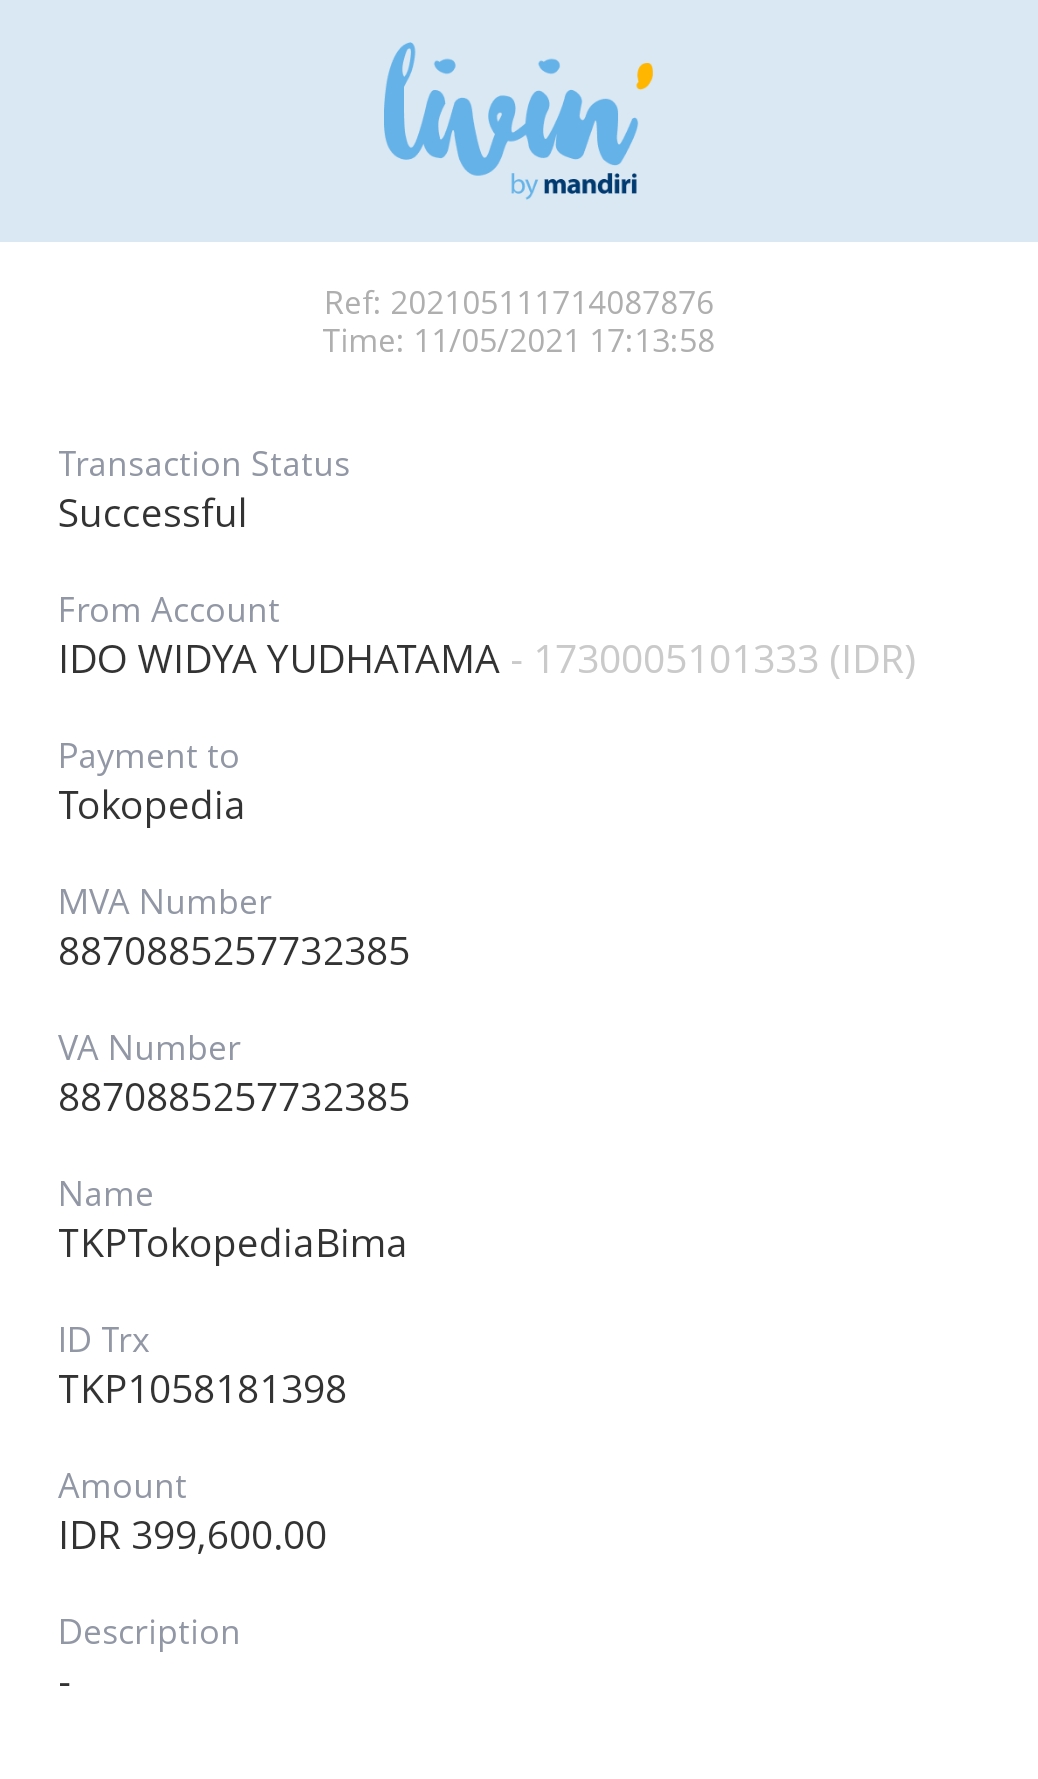 livin'
by mandiri
Ref: 202105111714087876
Time: 11/05/2021 17:13:58
Transaction Status
Successful
From Account
IDO WIDYA YUDHATAMA - 1730005101333 (IDR)
Payment to
Tokopedia
MVA Number
8870885257732385
VA Number
8870885257732385
Name
TKPTokopediaBima
ID Trx
TKP1058181398
Amount
IDR 399,600.00
Description
-